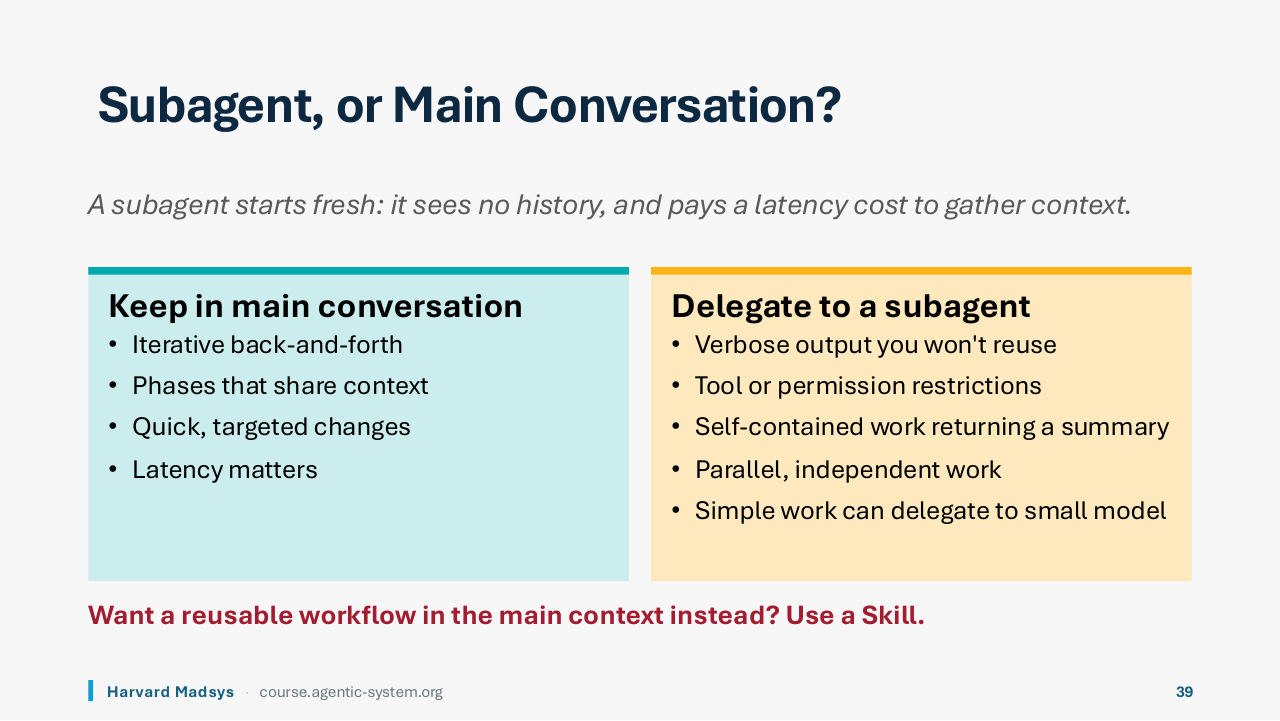 Subagent, or Main Conversation?
A subagent starts fresh: it sees no history, and pays a latency cost to gather context.
Keep in main conversation
• Iterative back-and-forth
• Phases that share context
• Quick, targeted changes
• Latency matters
Delegate to a subagent
• Verbose output you won't reuse
• Tool or permission restrictions
• Self-contained work returning a summary
• Parallel, independent work
• Simple work can delegate to small model
Want a reusable workflow in the main context instead? Use a Skill.
Harvard Madsys · course.agentic-system.org
39